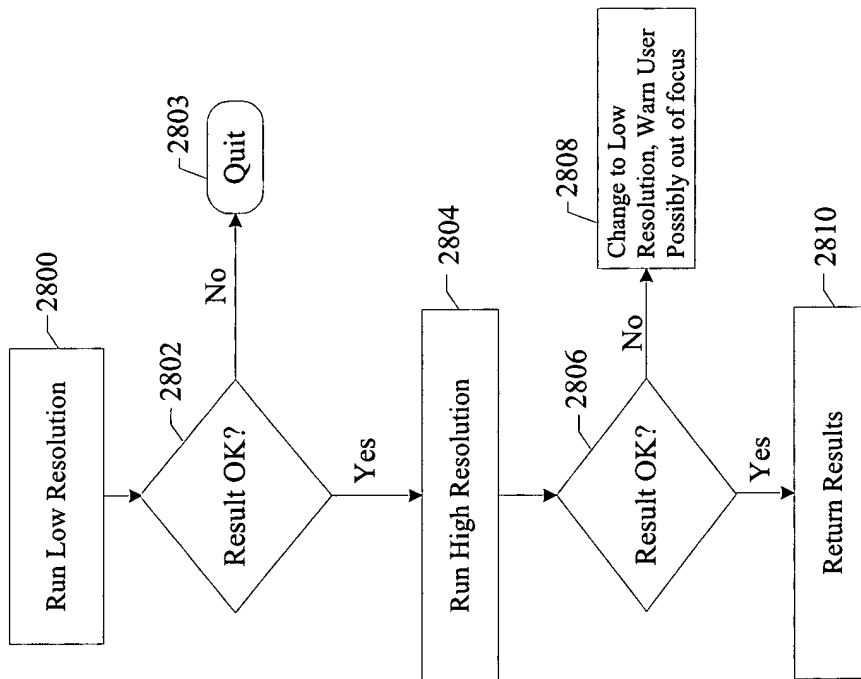 2800
Run Low Resolution
2802
Result OK?
No
2803
Quit
Yes
2804
Run High Resolution
2806
Result OK?
No
2808
Change to Low
Resolution, Warn User
Possibly out of focus
Yes
2810
Return Results